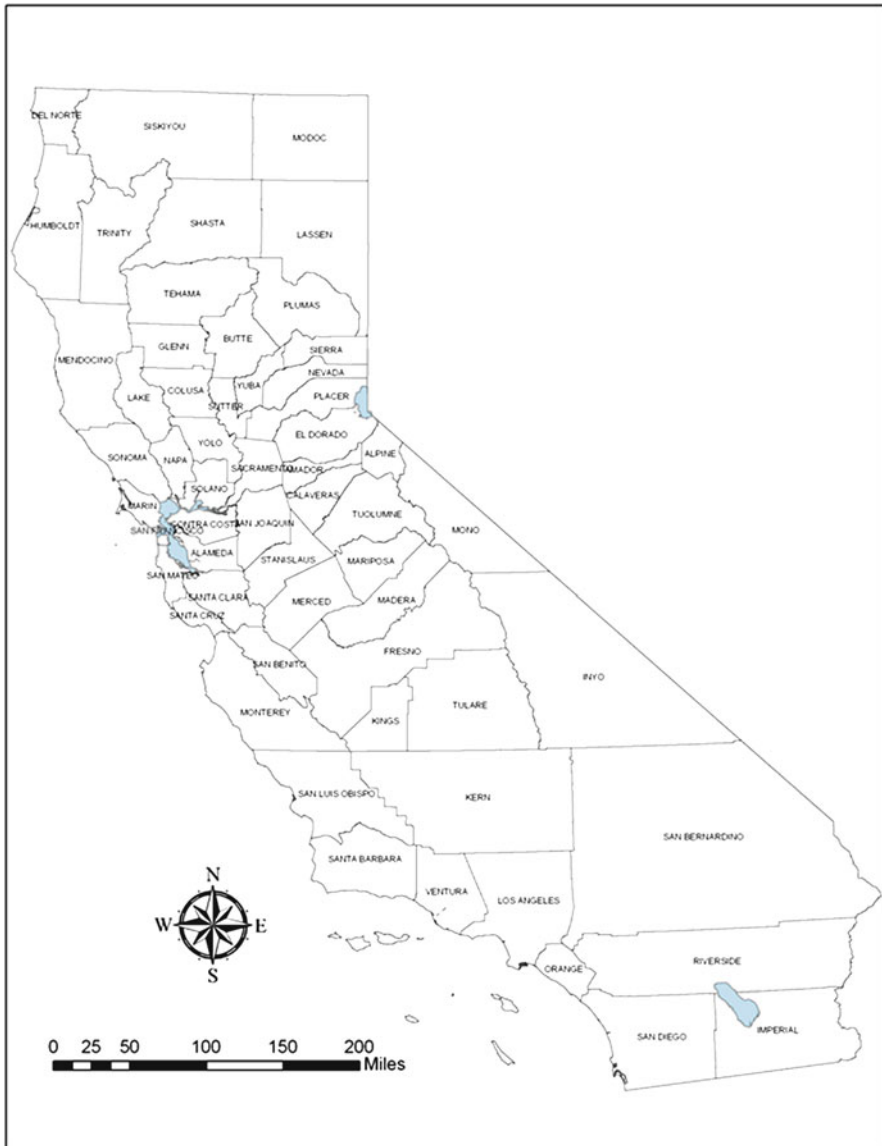 DEL NORTE
SISKIYOU
MODOC
HUMBOLDT
TRINITY
SHASTA
LASSEN
TEHAMA
PLUMAS
MENDOCINO
GLENN
BUTTE
SIERRA
NEVADA
LAKE
COLUSA
SUTTER
YUBA
PLACER
EL DORADO
SONOMA
NAPA
YOLO
SACRAMENTO
AMADOR
ALPINE
SOLANO
CALAVERAS
MARIN
TUOLUMNE
MONO
CONTRA COSTA
SAN JOAQUIN
SAN FRANCISCO
ALAMEDA
STANISLAUS
MARIPOSA
SAN MATEO
SANTA CLARA
MERCED
MADERA
SANTA CRUZ
FRESNO
SAN BENITO
INYO
MONTEREY
KINGS
TULARE
SAN LUIS OBISPO
KERN
SAN BERNARDINO
SANTA BARBARA
VENTURA
LOS ANGELES
ORANGE
RIVERSIDE
SAN DIEGO
IMPERIAL
N
W
E
S
0 25 50 100 150 200
Miles